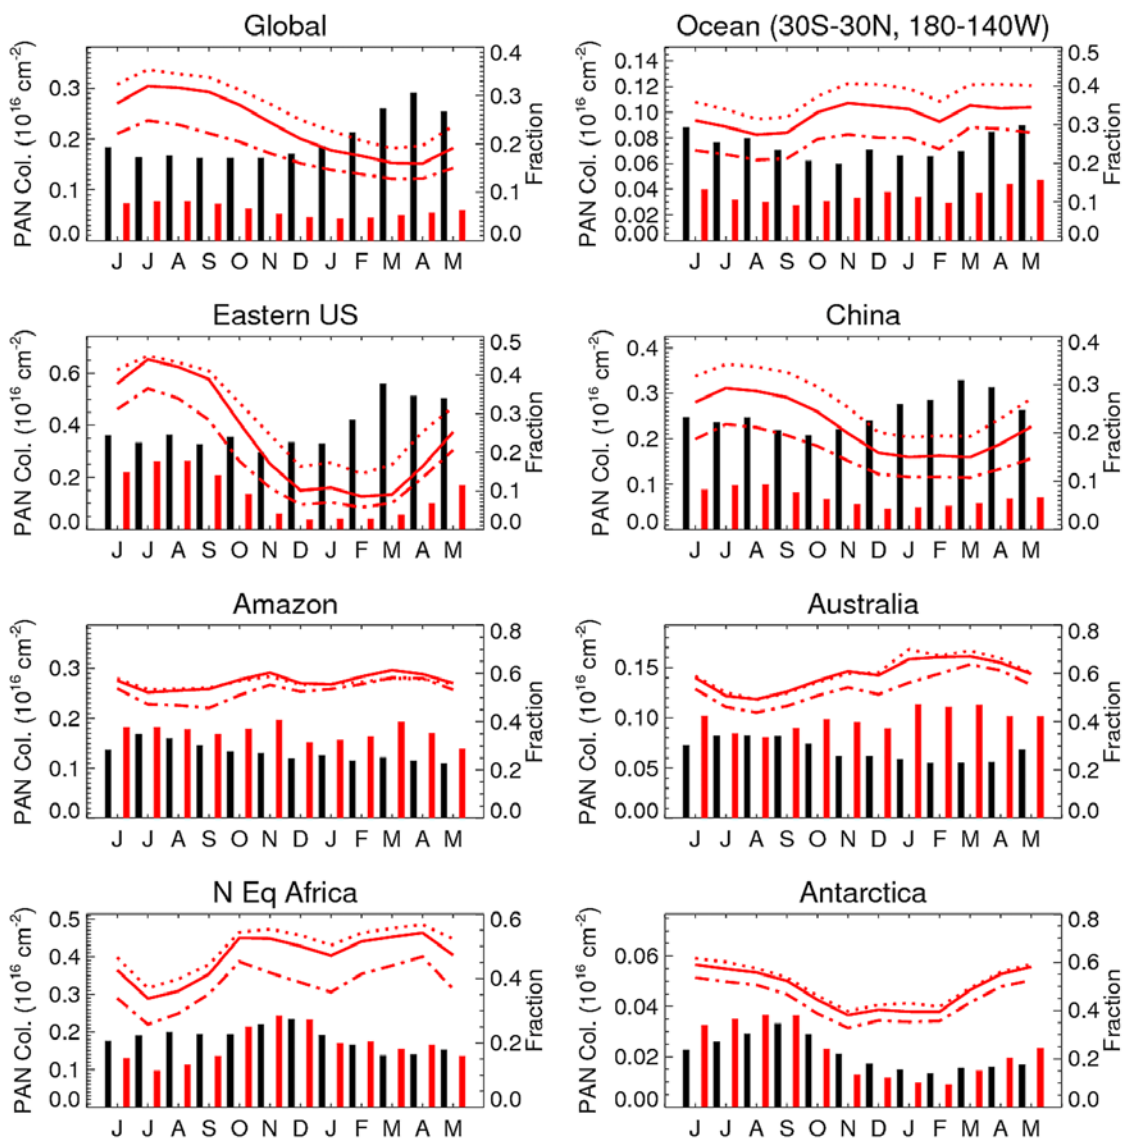 Global
PAN Col. (10^16 cm^-2)
0.3
0.2
0.1
0.0
0.4
0.3
0.2
0.1
0.0
Fraction
J J A S O N D J F M A M
Ocean (30S-30N, 180-140W)
PAN Col. (10^16 cm^-2)
0.14
0.12
0.10
0.08
0.06
0.04
0.02
0.00
0.5
0.4
0.3
0.2
0.1
0.0
Fraction
J J A S O N D J F M A M
Eastern US
PAN Col. (10^16 cm^-2)
0.6
0.4
0.2
0.0
0.5
0.4
0.3
0.2
0.1
0.0
Fraction
J J A S O N D J F M A M
China
PAN Col. (10^16 cm^-2)
0.4
0.3
0.2
0.1
0.0
0.4
0.3
0.2
0.1
0.0
Fraction
J J A S O N D J F M A M
Amazon
PAN Col. (10^16 cm^-2)
0.3
0.2
0.1
0.0
0.8
0.6
0.4
0.2
0.0
Fraction
J J A S O N D J F M A M
Australia
PAN Col. (10^16 cm^-2)
0.15
0.10
0.05
0.00
0.8
0.6
0.4
0.2
0.0
Fraction
J J A S O N D J F M A M
N Eq Africa
PAN Col. (10^16 cm^-2)
0.5
0.4
0.3
0.2
0.1
0.0
0.6
0.4
0.2
0.0
Fraction
J J A S O N D J F M A M
Antarctica
PAN Col. (10^16 cm^-2)
0.06
0.04
0.02
0.00
0.8
0.6
0.4
0.2
0.0
Fraction
J J A S O N D J F M A M